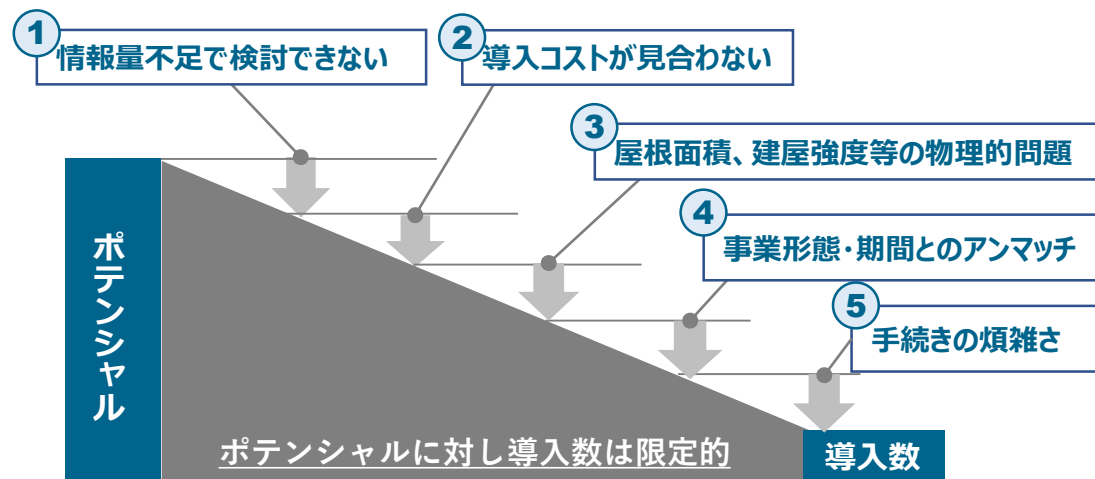 1
情報量不足で検討できない
2
導入コストが見合わない
3
屋根面積、建屋強度等の物理的問題
4
事業形態・期間とのアンマッチ
5
手続きの煩雑さ
ポテンシャル
ポテンシャルに対し導入数は限定的
導入数